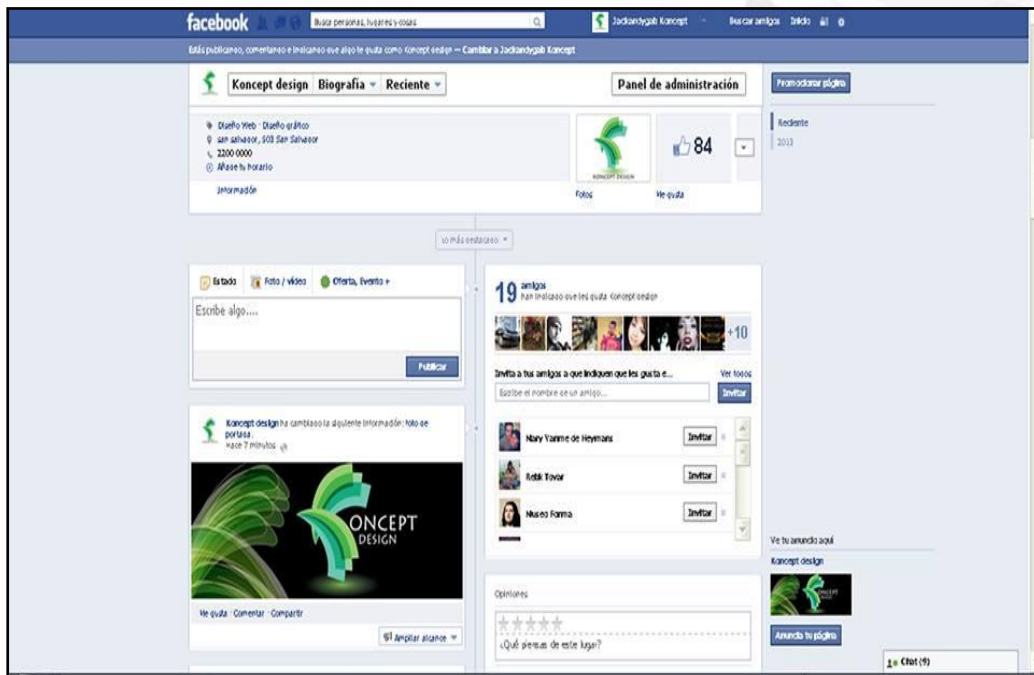 facebook
Busca personas, lugares y cosas
Jackandygab Koncept
Buscar amigos
Inicio
Estás publicando, comentando e indicando que algo te gusta como Koncept design — Cambiar a Jackandygab Koncept
Koncept design
Biografía
Reciente
Panel de administración
Promocionar página
Reciente
2013
Diseño Web · Diseño gráfico
san salvador, 503 San Salvador
2200 0000
Añade tu horario
Información
KONCEPT DESIGN
Fotos
84
Me gusta
Lo más destacado
Estado
Foto / vídeo
Oferta, Evento +
Escribe algo....
Publicar
19 amigos
han indicado que les gusta Koncept design
+10
Invita a tus amigos a que indiquen que les gusta e...
Ver todos
Escribe el nombre de un amigo...
Invitar
Invitar
Tovar
Invitar
Museo Forma
Invitar
Koncept design ha cambiado la siguiente información: foto de
portada.
Hace 7 minutos
ONCEPT
DESIGN
Me gusta · Comentar · Compartir
Ampliar alcance
Opiniones
¿Qué piensas de este lugar?
Ve tu anuncio aquí
Koncept design
Anuncia tu página
Chat (9)